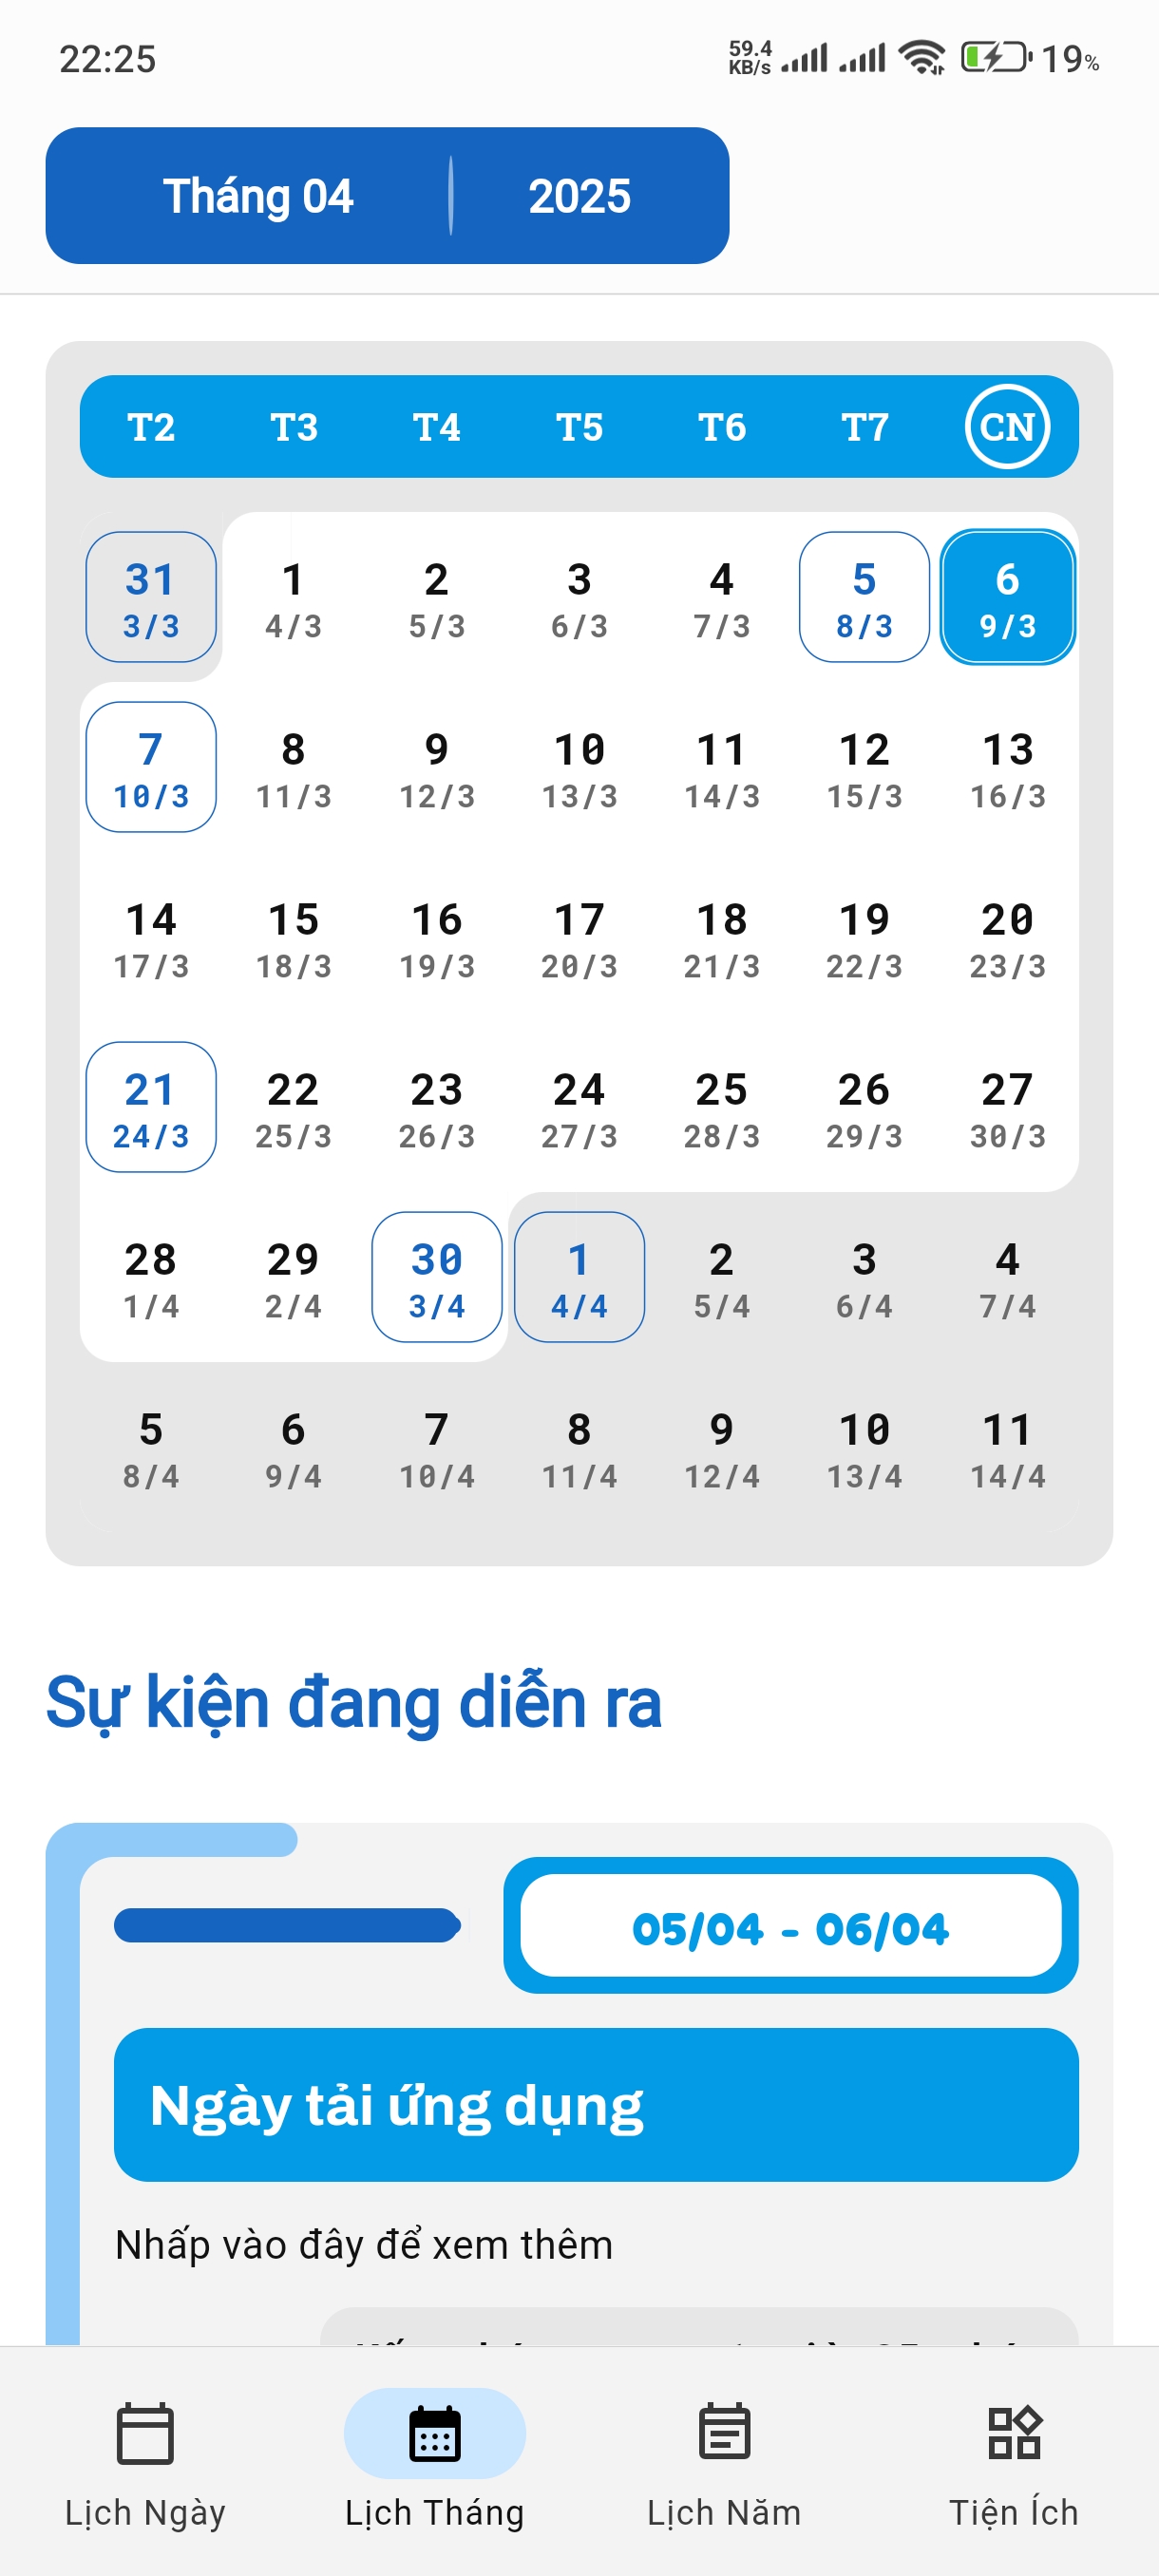 22:25 59.4 KB/s 19%
Tháng 04 2025
T2 T3 T4 T5 T6 T7 CN
31 1 2 3 4 5 6
3/3 4/3 5/3 6/3 7/3 8/3 9/3
7 8 9 10 11 12 13
10/3 11/3 12/3 13/3 14/3 15/3 16/3
14 15 16 17 18 19 20
17/3 18/3 19/3 20/3 21/3 22/3 23/3
21 22 23 24 25 26 27
24/3 25/3 26/3 27/3 28/3 29/3 30/3
28 29 30 1 2 3 4
1/4 2/4 3/4 4/4 5/4 6/4 7/4
5 6 7 8 9 10 11
8/4 9/4 10/4 11/4 12/4 13/4 14/4
Sự kiện đang diễn ra
05/04 - 06/04
Ngày tải ứng dụng
Nhấp vào đây để xem thêm
Lịch Ngày Lịch Tháng Lịch Năm Tiện Ích